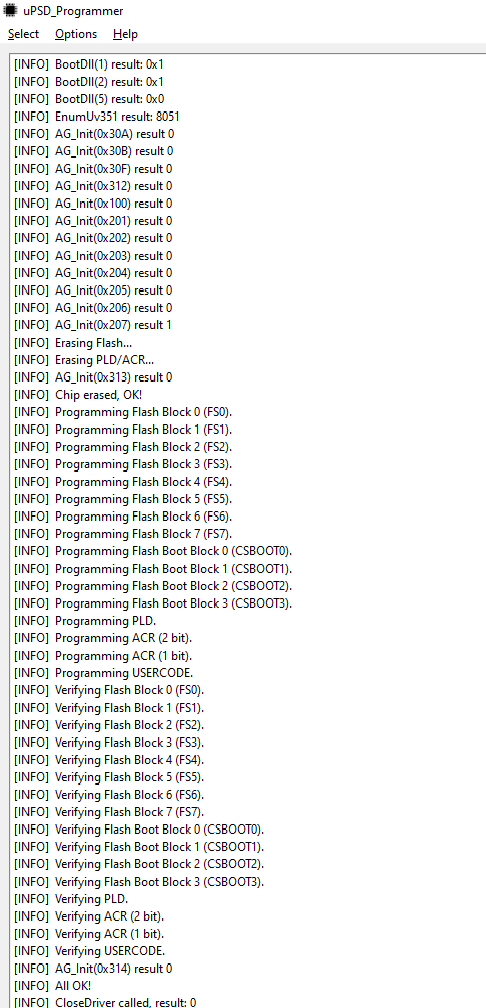 uPSD_Programmer
Select Options Help
[INFO] BootDll(1) result: 0x1
[INFO] BootDll(2) result: 0x1
[INFO] BootDll(5) result: 0x0
[INFO] EnumUv351 result: 8051
[INFO] AG_Init(0x30A) result 0
[INFO] AG_Init(0x30B) result 0
[INFO] AG_Init(0x30F) result 0
[INFO] AG_Init(0x312) result 0
[INFO] AG_Init(0x100) result 0
[INFO] AG_Init(0x201) result 0
[INFO] AG_Init(0x202) result 0
[INFO] AG_Init(0x203) result 0
[INFO] AG_Init(0x204) result 0
[INFO] AG_Init(0x205) result 0
[INFO] AG_Init(0x206) result 0
[INFO] AG_Init(0x207) result 1
[INFO] Erasing Flash...
[INFO] Erasing PLD/ACR...
[INFO] AG_Init(0x313) result 0
[INFO] Chip erased, OK!
[INFO] Programming Flash Block 0 (FS0).
[INFO] Programming Flash Block 1 (FS1).
[INFO] Programming Flash Block 2 (FS2).
[INFO] Programming Flash Block 3 (FS3).
[INFO] Programming Flash Block 4 (FS4).
[INFO] Programming Flash Block 5 (FS5).
[INFO] Programming Flash Block 6 (FS6).
[INFO] Programming Flash Block 7 (FS7).
[INFO] Programming Flash Boot Block 0 (CSBOOT0).
[INFO] Programming Flash Boot Block 1 (CSBOOT1).
[INFO] Programming Flash Boot Block 2 (CSBOOT2).
[INFO] Programming Flash Boot Block 3 (CSBOOT3).
[INFO] Programming PLD.
[INFO] Programming ACR (2 bit).
[INFO] Programming ACR (1 bit).
[INFO] Programming USERCODE.
[INFO] Verifying Flash Block 0 (FS0).
[INFO] Verifying Flash Block 1 (FS1).
[INFO] Verifying Flash Block 2 (FS2).
[INFO] Verifying Flash Block 3 (FS3).
[INFO] Verifying Flash Block 4 (FS4).
[INFO] Verifying Flash Block 5 (FS5).
[INFO] Verifying Flash Block 6 (FS6).
[INFO] Verifying Flash Block 7 (FS7).
[INFO] Verifying Flash Boot Block 0 (CSBOOT0).
[INFO] Verifying Flash Boot Block 1 (CSBOOT1).
[INFO] Verifying Flash Boot Block 2 (CSBOOT2).
[INFO] Verifying Flash Boot Block 3 (CSBOOT3).
[INFO] Verifying PLD.
[INFO] Verifying ACR (2 bit).
[INFO] Verifying ACR (1 bit).
[INFO] Verifying USERCODE.
[INFO] AG_Init(0x314) result 0
[INFO] All OK!
[INFO] CloseDriver called, result: 0